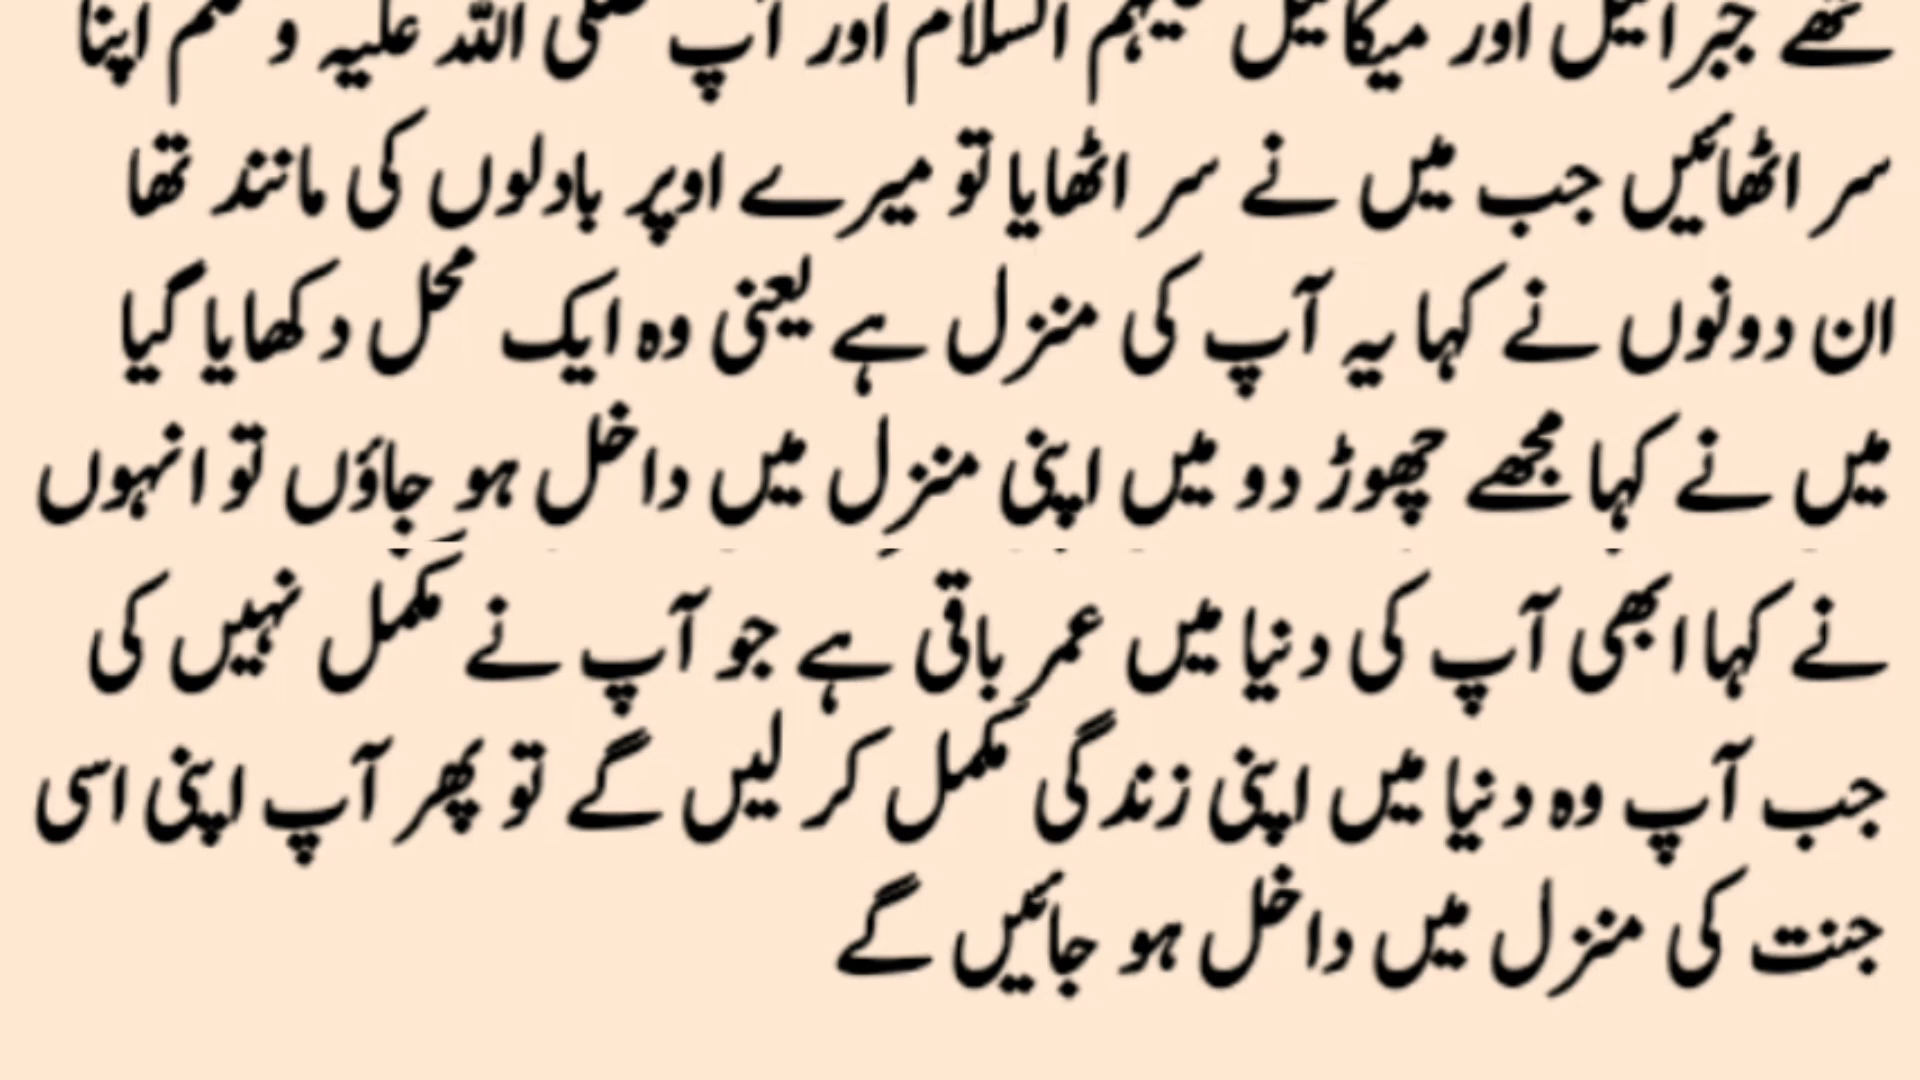 تھے جبرائیل اور میکائیل علیہم السلام اور آپ صلی اللہ علیہ و سلم اپنا
سر اٹھائیں جب میں نے سر اٹھایا تو میرے اوپر بادلوں کی مانند تھا
ان دونوں نے کہا یہ آپ کی منزل ہے یعنی وہ ایک محل دکھایا گیا
میں نے کہا مجھے چھوڑ دو میں اپنی منزل میں داخل ہو جاؤں تو انہوں
نے کہا ابھی آپ کی دنیا میں عمر باقی ہے جو آپ نے مکمل نہیں کی
جب آپ وہ دنیا میں اپنی زندگی مکمل کر لیں گے تو پھر آپ اپنی اسی
جنت کی منزل میں داخل ہو جائیں گے